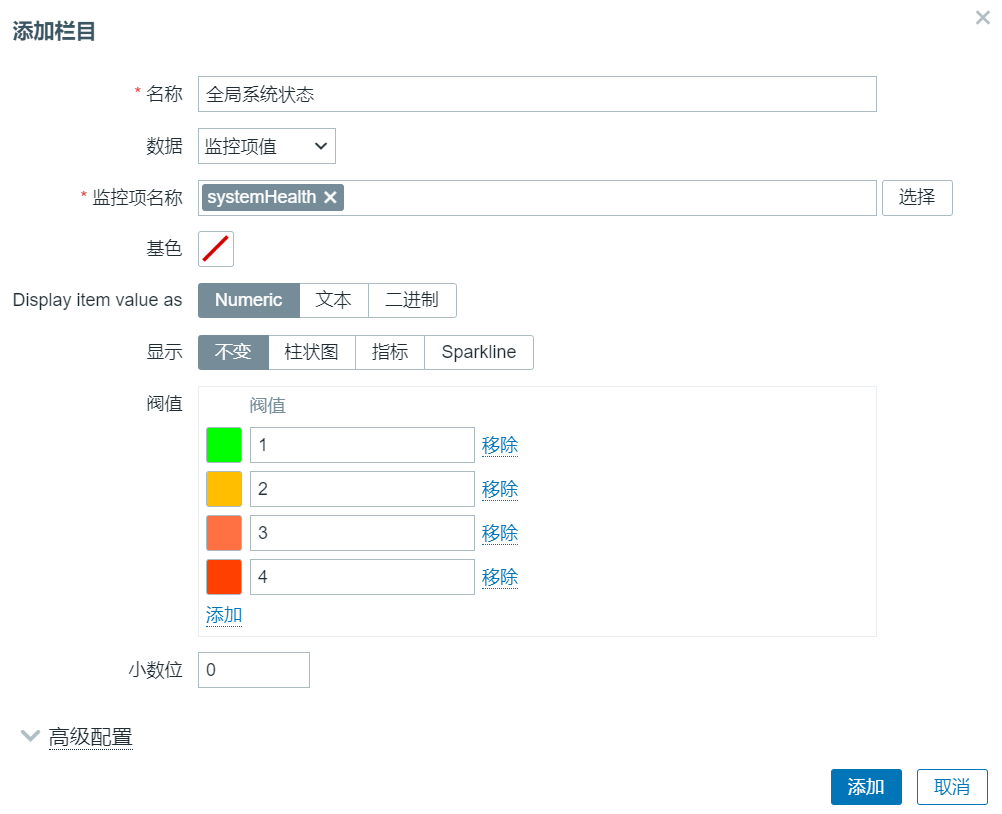 添加栏目
* 名称 全局系统状态
数据 监控项值
* 监控项名称 systemHealth 选择
基色
Display item value as Numeric 文本 二进制
显示 不变 柱状图 指标 Sparkline
阈值 阈值
1 移除
2 移除
3 移除
4 移除
添加
小数位 0
高级配置
添加 取消